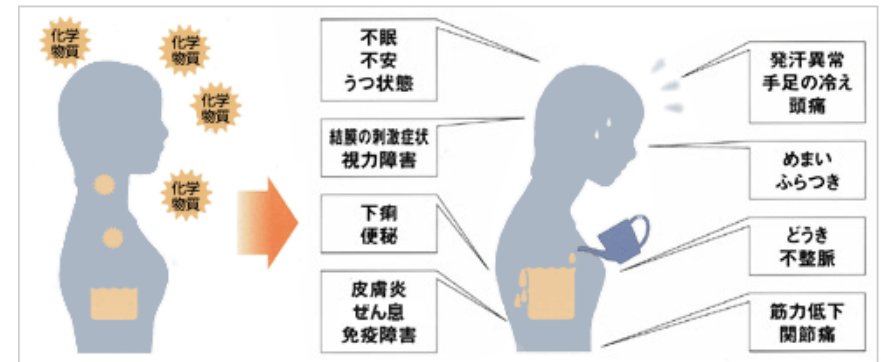 化学
物質
化学
物質
化学
物質
化学
物質
不眠
不安
うつ状態
結膜の刺激症状
視力障害
下痢
便秘
皮膚炎
ぜん息
免疫障害
発汗異常
手足の冷え
頭痛
めまい
ふらつき
どうき
不整脈
筋力低下
関節痛